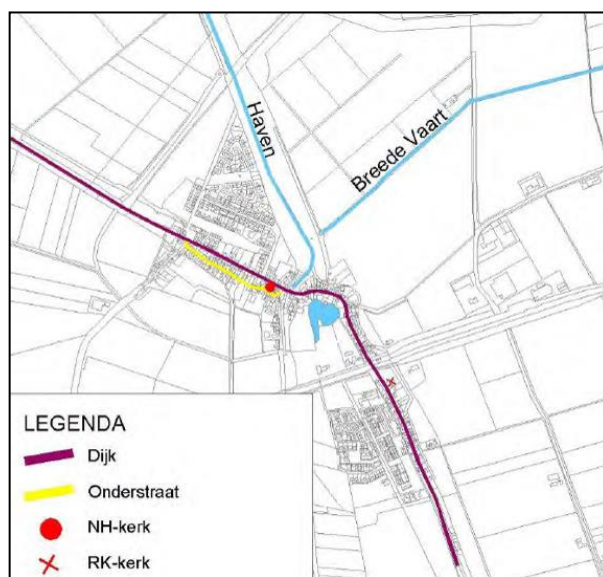 Haven
Breede Vaart
LEGENDA
Dijk
Onderstraat
NH-kerk
RK-kerk